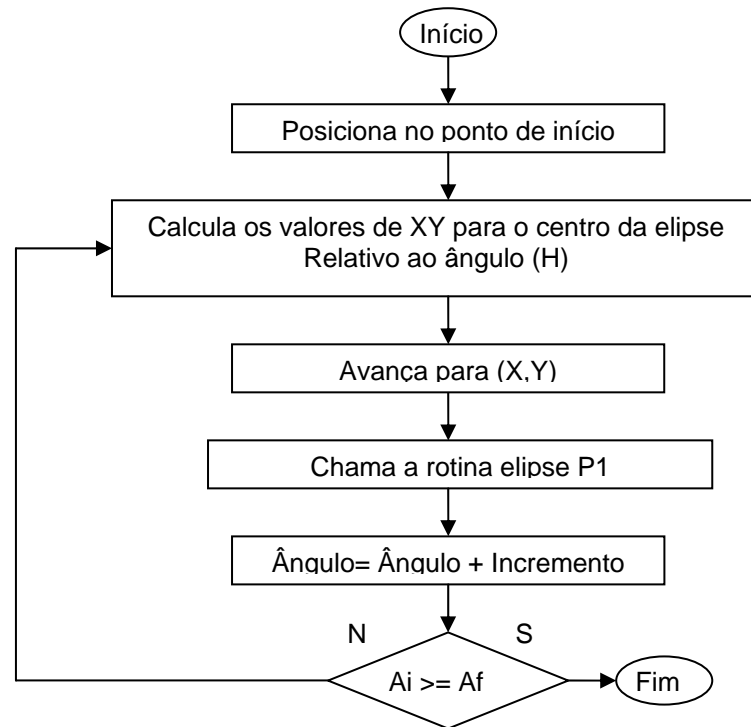 Início
Posiciona no ponto de início
Calcula os valores de XY para o centro da elipse
Relativo ao ângulo (H)
Avança para (X,Y)
Chama a rotina elipse P1
Ângulo= Ângulo + Incremento
N S
Ai >= Af
Fim